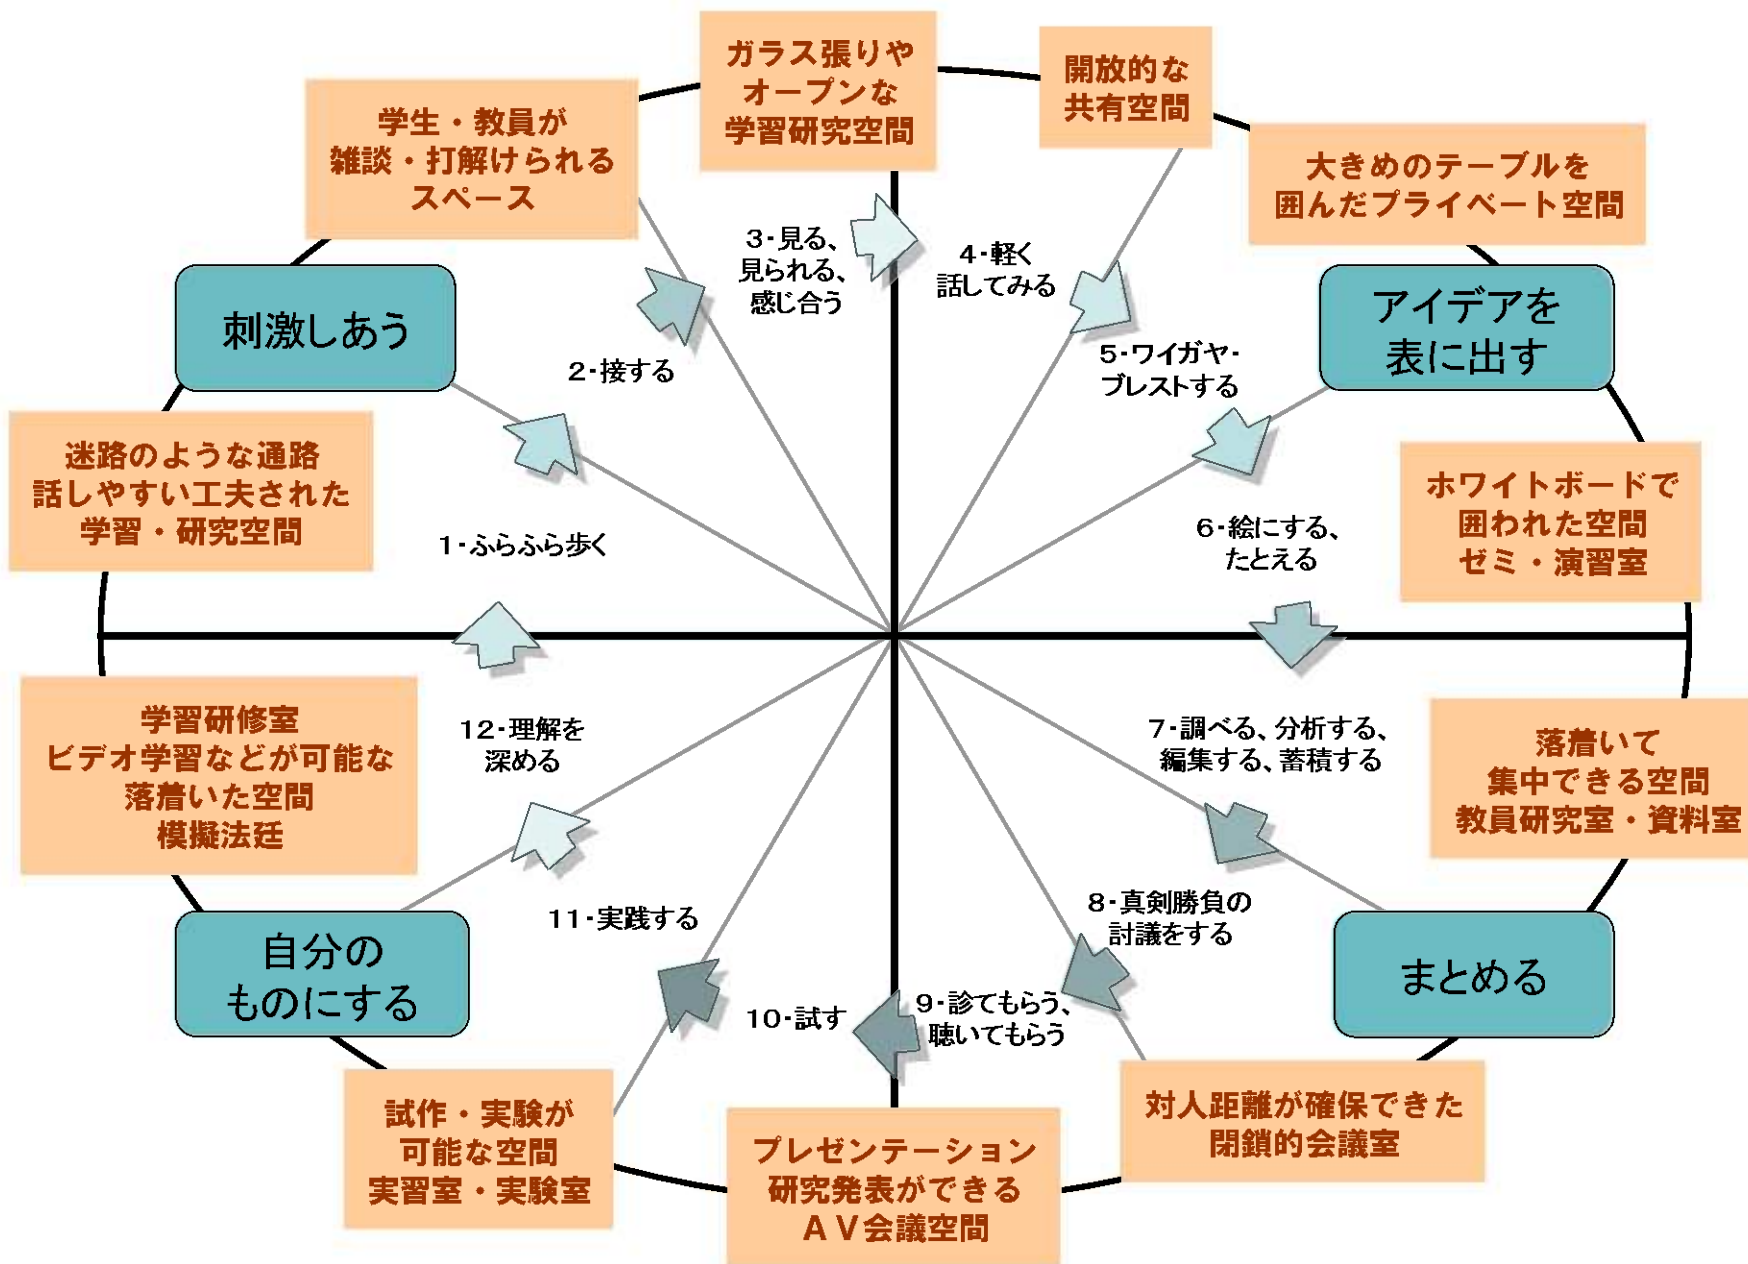 ガラス張りや
オープンな
学習研究空間
開放的な
共有空間
学生・教員が
雑談・打解けられる
スペース
大きめのテーブルを
囲んだプライベート空間
3・見る、
見られる、
感じ合う
4・軽く
話してみる
刺激しあう
アイデアを
表に出す
2・接する
5・ワイガヤ・
ブレストする
迷路のような通路
話しやすい工夫された
学習・研究空間
1・ふらふら歩く
6・絵にする、
たとえる
ホワイトボードで
囲われた空間
ゼミ・演習室
学習研修室
ビデオ学習などが可能な
落着いた空間
模擬法廷
12・理解を
深める
7・調べる、分析する、
編集する、蓄積する
落着いて
集中できる空間
教員研究室・資料室
自分の
ものにする
11・実践する
8・真剣勝負の
討議をする
まとめる
10・試す
9・診てもらう、
聴いてもらう
試作・実験が
可能な空間
実習室・実験室
プレゼンテーション
研究発表ができる
ＡＶ会議空間
対人距離が確保できた
閉鎖的会議室